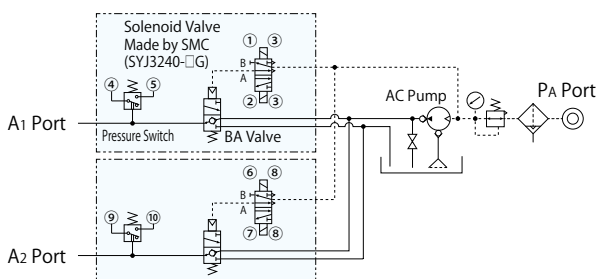 Solenoid Valve
Made by SMC
(SYJ3240-□G)
① ③
B
A
② ③
④ ⑤
AC Pump
PA Port
A1 Port
Pressure Switch
BA Valve
⑥ ⑧
B
A
⑦ ⑧
⑨ ⑩
A2 Port